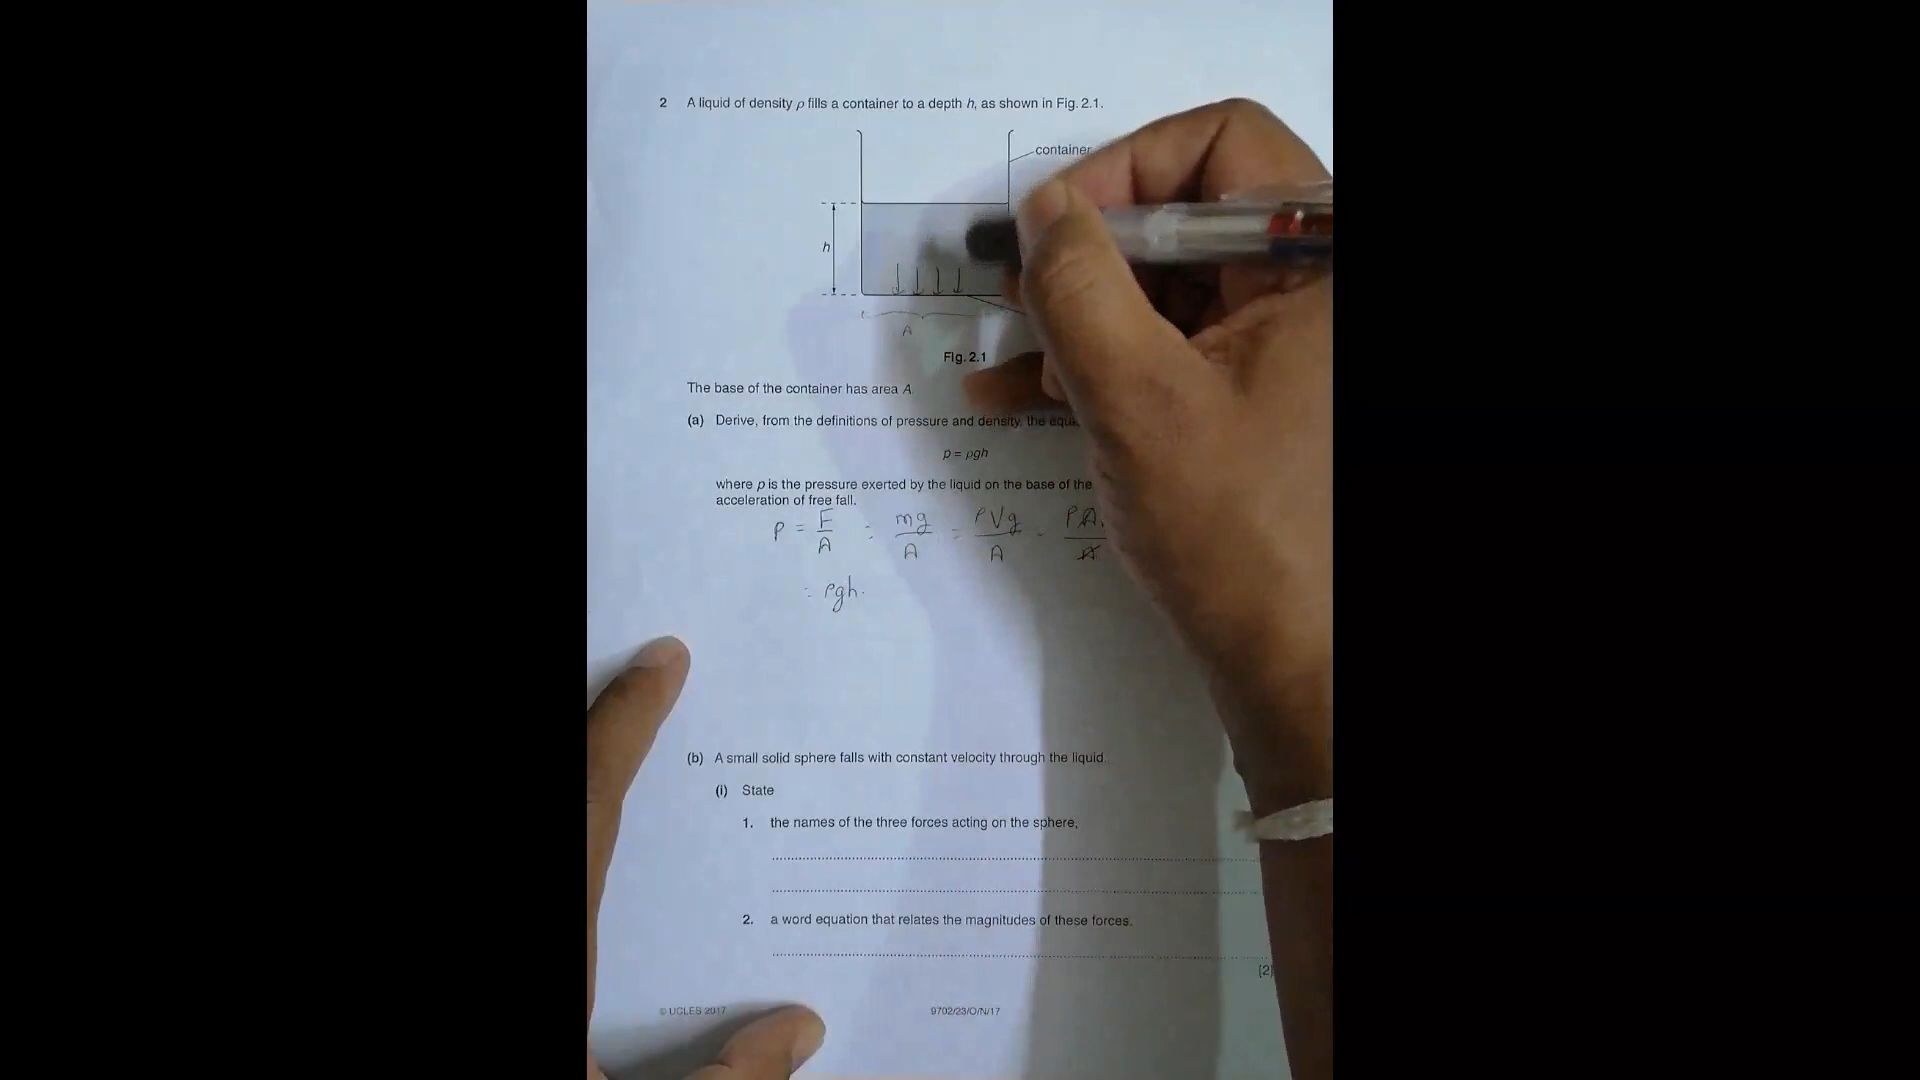 2 A liquid of density ρ fills a container to a depth h, as shown in Fig. 2.1.
container
h
A
Fig. 2.1
The base of the container has area A.
(a) Derive, from the definitions of pressure and density, the
p = ρgh
where p is the pressure exerted by the liquid on the base of the
acceleration of free fall.
P = F/A = mg/A = ρVg/A = ρA/A
= ρgh.
(b) A small solid sphere falls with constant velocity through the liquid.
(i) State
1. the names of the three forces acting on the sphere,
2. a word equation that relates the magnitudes of these forces.
[2]
© UCLES 2017
9702/23/O/N/17